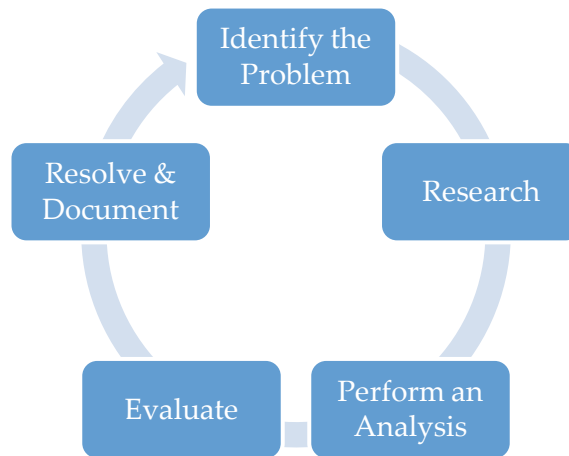 Identify the
Problem
Research
Perform an
Analysis
Evaluate
Resolve &
Document